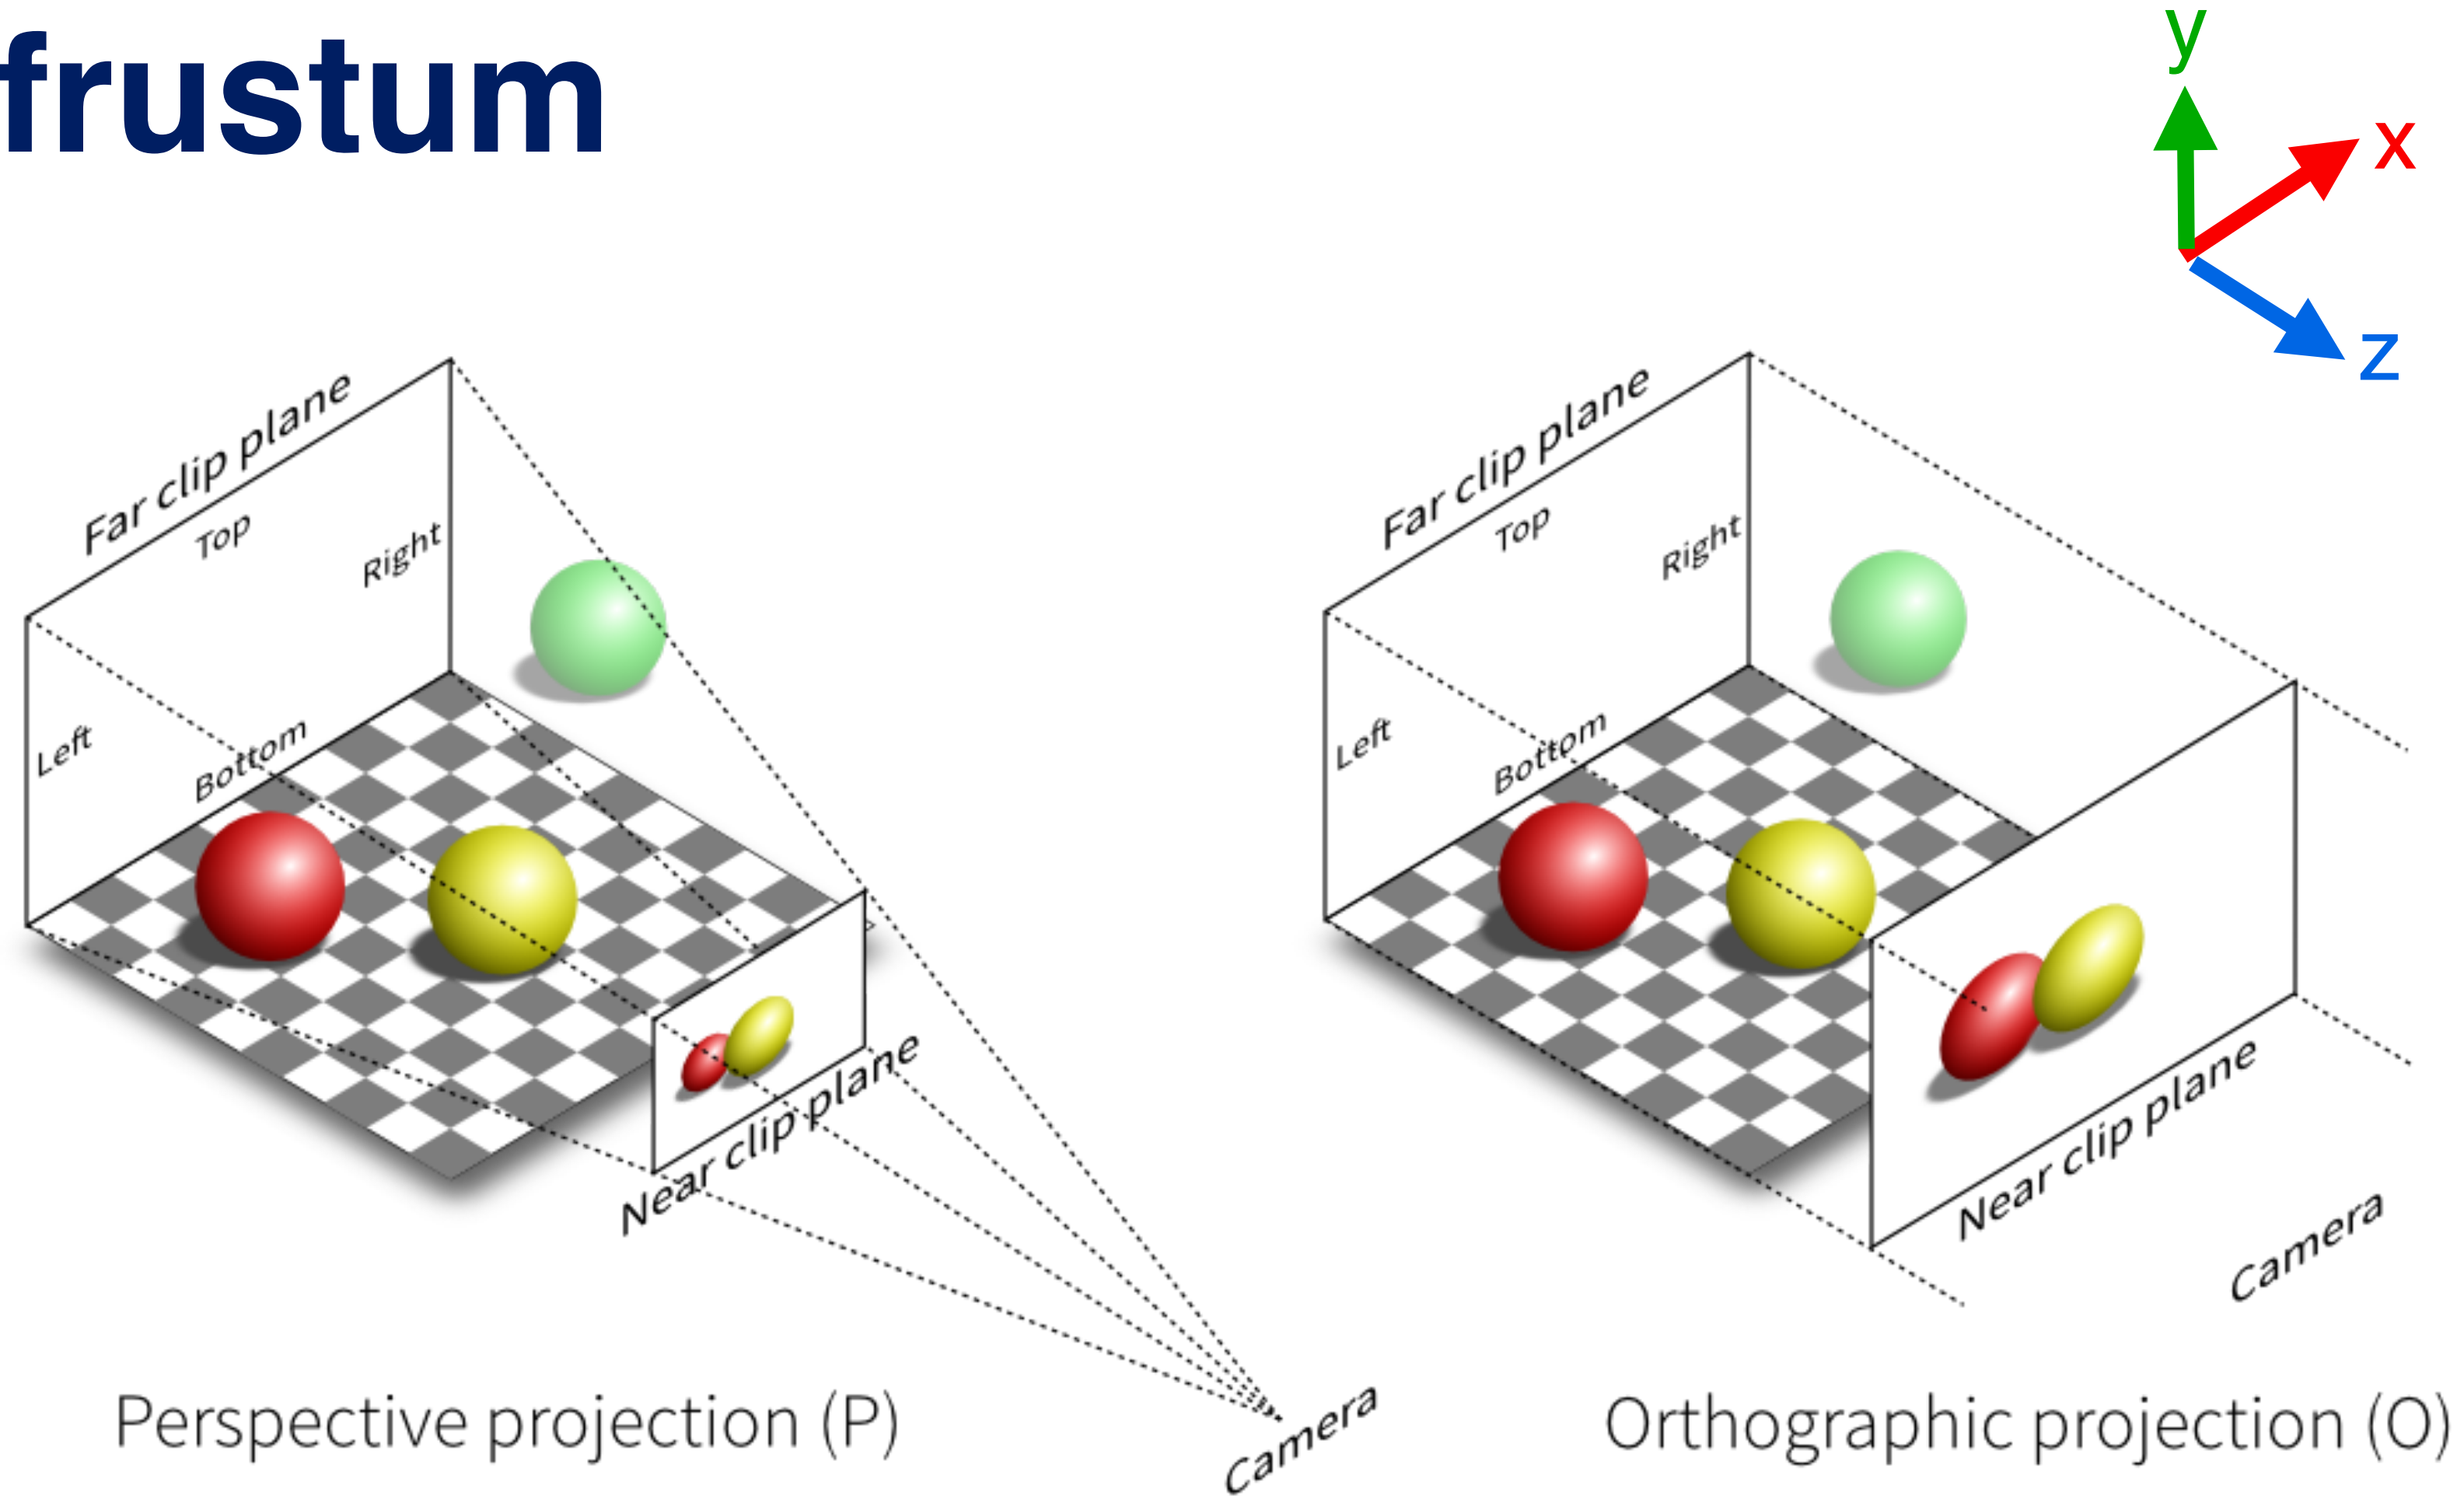 frustum
y
x
z
Far clip plane
Top
Right
Left
Bottom
Near clip plane
Camera
Perspective projection (P)
Far clip plane
Top
Right
Left
Bottom
Near clip plane
Camera
Orthographic projection (O)